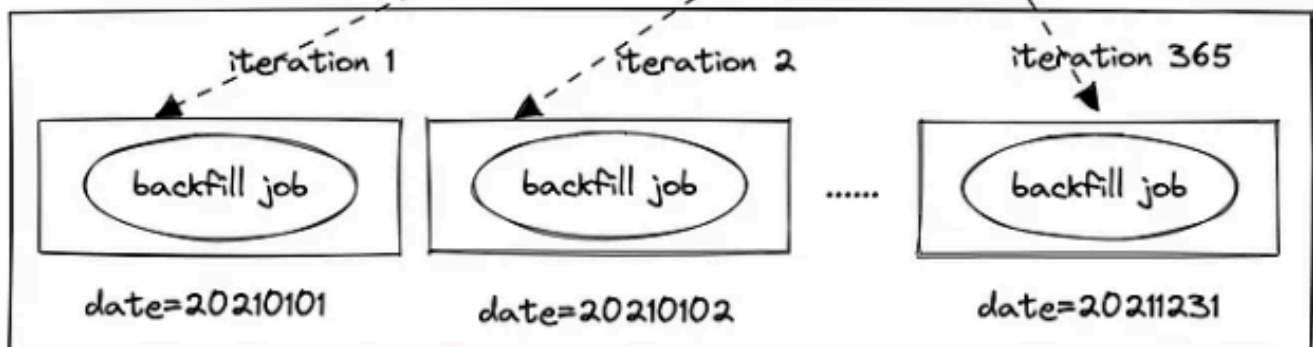 iteration 1 iteration 2 iteration 365
backfill job backfill job ...... backfill job
date=20210101 date=20210102 date=20211231